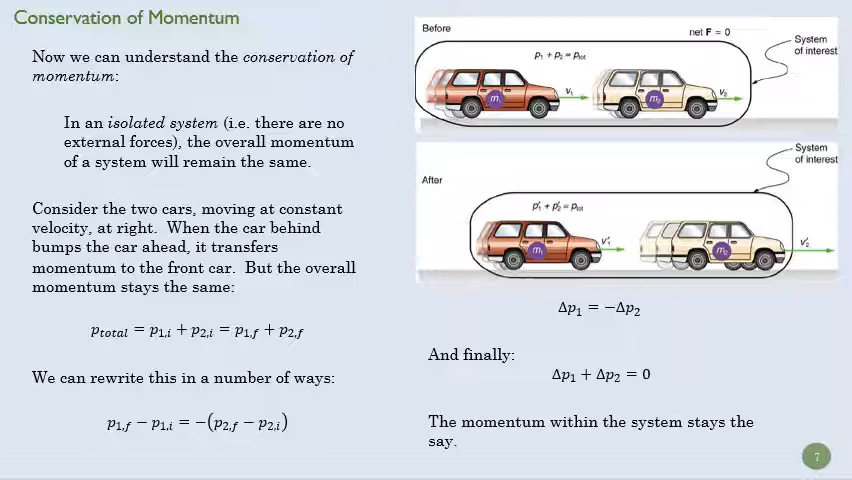 Conservation of Momentum
Now we can understand the conservation of
momentum:
In an isolated system (i.e. there are no
external forces), the overall momentum
of a system will remain the same.
Consider the two cars, moving at constant
velocity, at right. When the car behind
bumps the car ahead, it transfers
momentum to the front car. But the overall
momentum stays the same:
p_total = p_1,i + p_2,i = p_1,f + p_2,f
We can rewrite this in a number of ways:
p_1,f − p_1,i = −(p_2,f − p_2,i)
Before
net F = 0
System
of interest
p₁ + p₂ = p_tot
m₁
v₁
m₂
v₂
System
of interest
After
p′₁ + p′₂ = p_tot
m₁
v′₁
m₂
v′₂
Δp₁ = −Δp₂
And finally:
Δp₁ + Δp₂ = 0
The momentum within the system stays the
say.
7